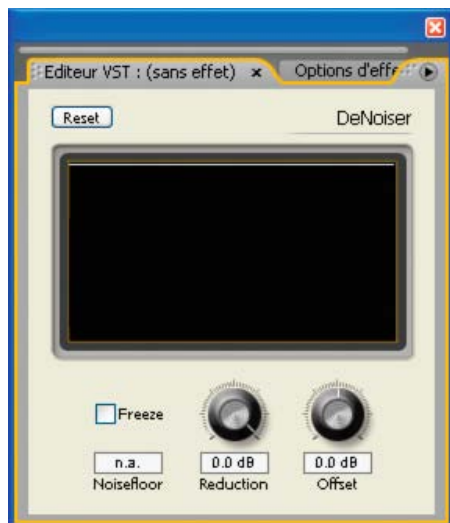 Editeur VST : (sans effet) × Options d'effe
Reset
DeNoiser
Freeze
n.a. 0.0 dB 0.0 dB
Noisefloor Reduction Offset